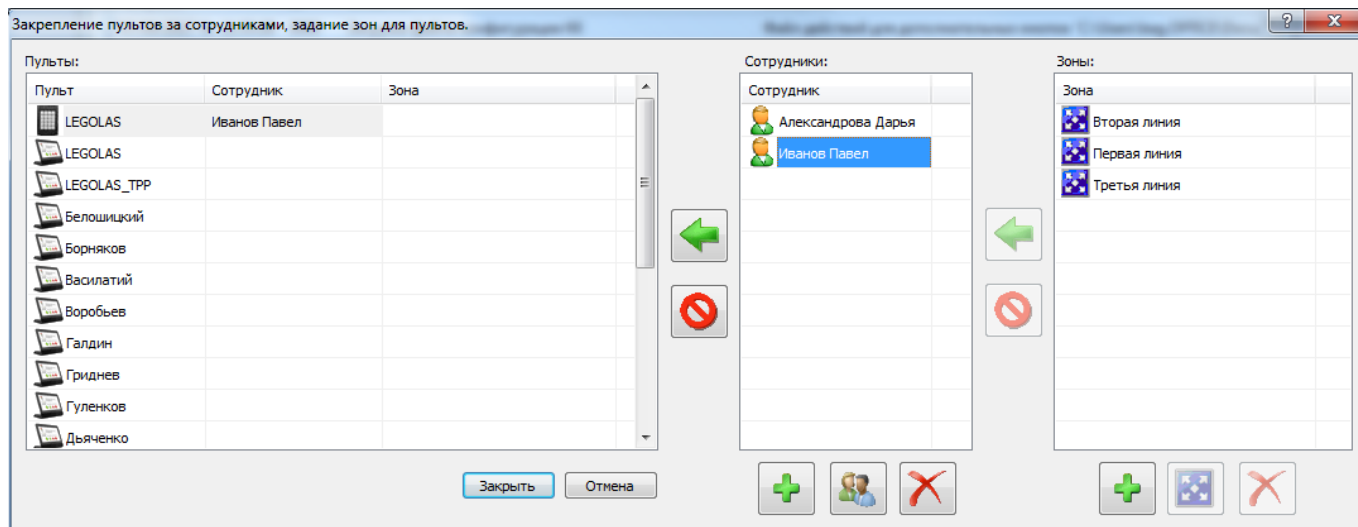 Закрепление пультов за сотрудниками, задание зон для пультов.
Пульты:
Пульт Сотрудник Зона
LEGOLAS Иванов Павел
LEGOLAS
LEGOLAS_TPP
Белошицкий
Борняков
Василатий
Воробьев
Галдин
Гриднев
Гуленков
Дьяченко
Закрыть Отмена
Сотрудники:
Сотрудник
Александрова Дарья
Иванов Павел
Зоны:
Зона
Вторая линия
Первая линия
Третья линия